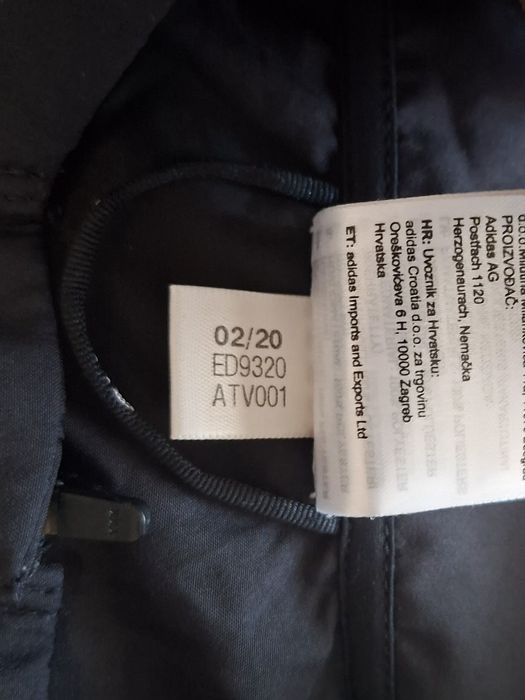 02/20
ED9320
ATV001
PROIZVOĐAČ:
Adidas AG
Postfach 1120
Herzogenaurach, Nemačka
HR: Uvoznik za Hrvatsku:
adidas Croatia d.o.o. za trgovinu
Oreškovićeva 6 H, 10000 Zagreb
Hrvatska
ET: adidas Imports and Exports Ltd